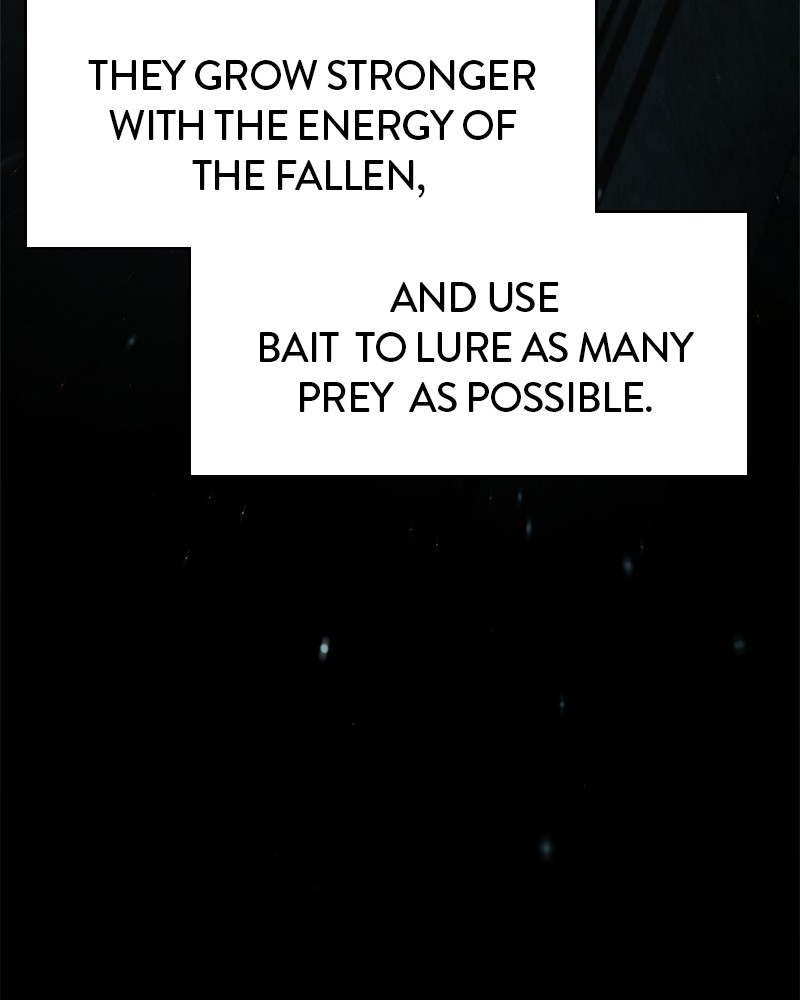 THEY GROW STRONGER
WITH THE ENERGY OF
THE FALLEN,
AND USE
BAIT TO LURE AS MANY
PREY AS POSSIBLE.